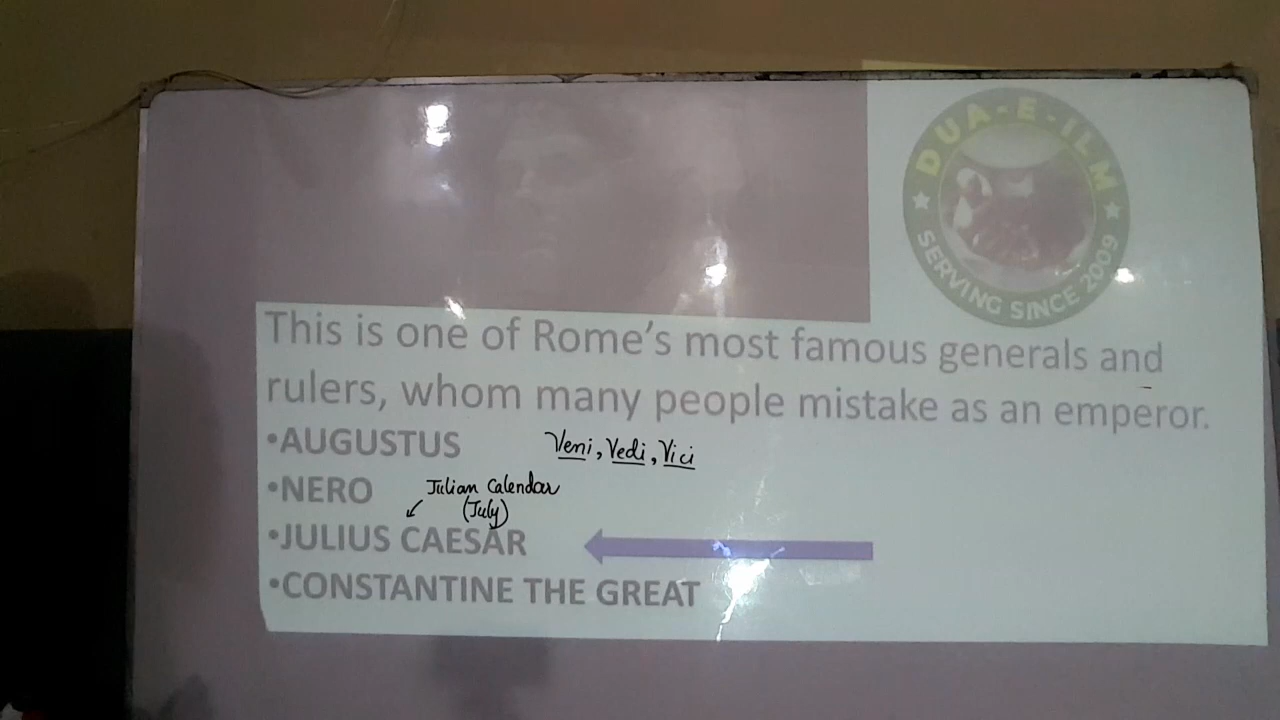 DUA-E-ILM
SERVING SINCE 2009
This is one of Rome's most famous generals and
rulers, whom many people mistake as an emperor.
•AUGUSTUS
Veni, Vedi, Vici
•NERO
Julian Calendar
(July)
•JULIUS CAESAR
•CONSTANTINE THE GREAT